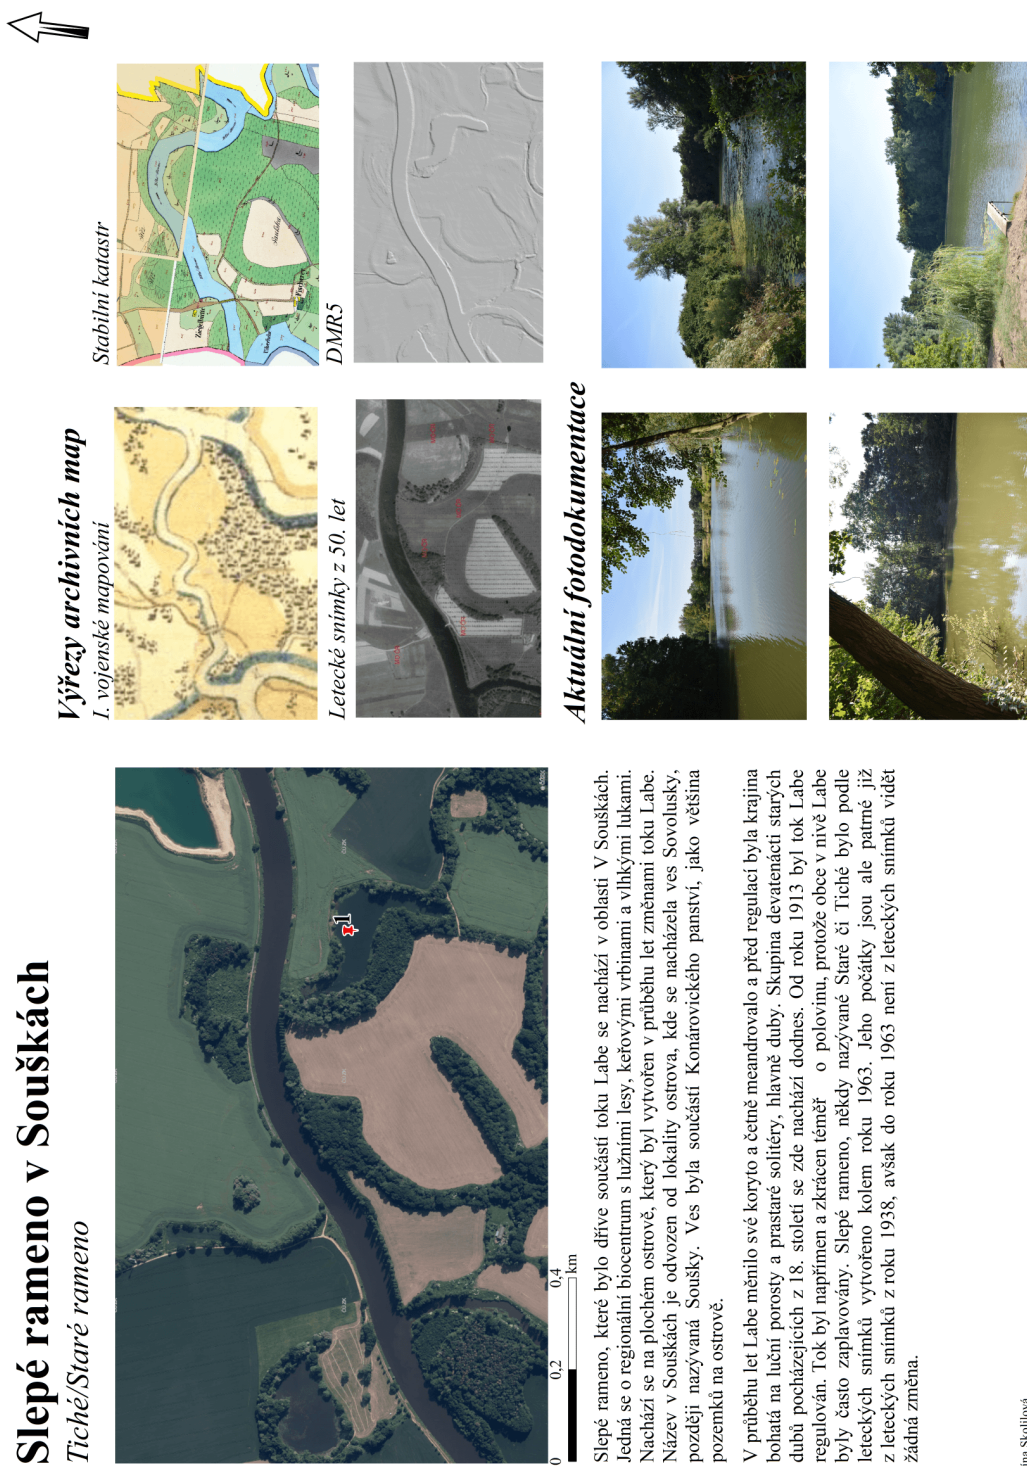 Slepé rameno v Souškách
Tiché/Staré rameno
1
0
0,2
0,4
km
Slepé rameno, které bylo dříve součástí toku Labe se nachází v oblasti V Souškách.
Jedná se o regionální biocentrum s lužními lesy, keřovými vrbinami a vlhkými lukami.
Nachází se na plochém ostrově, který byl vytvořen v průběhu let změnami toku Labe.
Název v Souškách je odvozen od lokality ostrova, kde se nacházela ves Sovolusky,
později nazývaná Soušky. Ves byla součástí Konárovického panství, jako většina
pozemků na ostrově.
V průběhu let Labe měnilo své koryto a četně meandrovalo a před regulací byla krajina
bohatá na luční porosty a prastaré solitéry, hlavně duby. Skupina devatenácti starých
dubů pocházejících z 18. století se zde nachází dodnes. Od roku 1913 byl tok Labe
regulován. Tok byl napřímen a zkrácen téměř o polovinu, protože obce v nivě Labe
byly často zaplavovány. Slepé rameno, někdy nazývané Staré či Tiché bylo podle
leteckých snímků vytvořeno kolem roku 1963. Jeho počátky jsou ale patrné již
z leteckých snímků z roku 1938, avšak do roku 1963 není z leteckých snímků vidět
žádná změna.
Výřezy archivních map
I. vojenské mapování
Stabilní katastr
Letecké snímky z 50. let
DMR5
Aktuální fotodokumentace
Skolilová